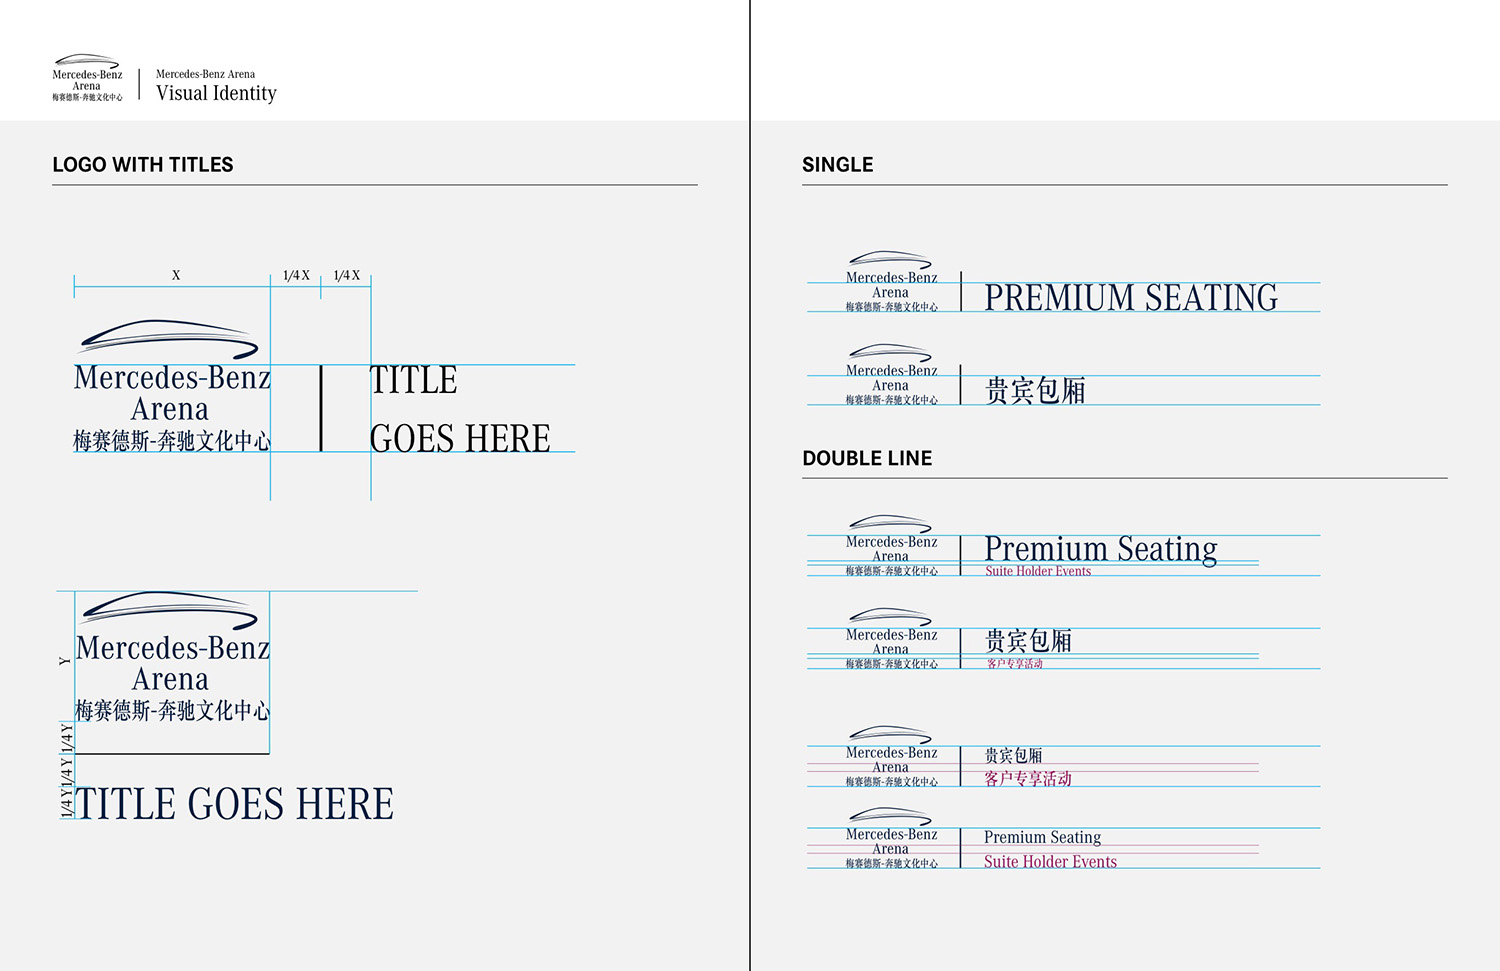 Mercedes-Benz
Arena
梅赛德斯-奔驰文化中心
Mercedes-Benz Arena
Visual Identity
LOGO WITH TITLES
X
1/4 X
1/4 X
Mercedes-Benz
Arena
梅赛德斯-奔驰文化中心
TITLE
GOES HERE
Y
Mercedes-Benz
Arena
梅赛德斯-奔驰文化中心
1/4 Y
1/4 Y
1/4 Y
TITLE GOES HERE
SINGLE
Mercedes-Benz
Arena
梅赛德斯-奔驰文化中心
PREMIUM SEATING
Mercedes-Benz
Arena
梅赛德斯-奔驰文化中心
贵宾包厢
DOUBLE LINE
Mercedes-Benz
Arena
梅赛德斯-奔驰文化中心
Premium Seating
Suite Holder Events
Mercedes-Benz
Arena
梅赛德斯-奔驰文化中心
贵宾包厢
客户专享活动
Mercedes-Benz
Arena
梅赛德斯-奔驰文化中心
贵宾包厢
客户专享活动
Mercedes-Benz
Arena
梅赛德斯-奔驰文化中心
Premium Seating
Suite Holder Events